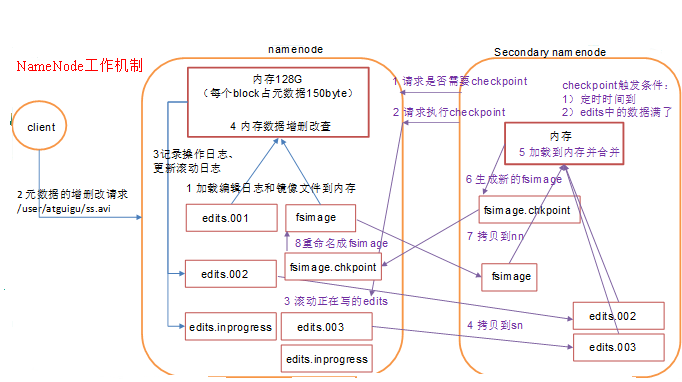 NameNode工作机制
namenode
Secondary namenode
内存128G
（每个block占元数据150byte）
4 内存数据增删改查
1 请求是否需要checkpoint
2 请求执行checkpoint
checkpoint触发条件：
1）定时时间到
2）edits中的数据满了
client
内存
5 加载到内存并合并
3记录操作日志、
更新滚动日志
1 加载编辑日志和镜像文件到内存
2 元数据的增删改请求
/user/atguigu/ss.avi
6 生成新的fsimage
edits.001
fsimage
fsimage.chkpoint
8重命名成fsimage
7 拷贝到nn
fsimage.chkpoint
edits.002
fsimage
3 滚动正在写的edits
edits.002
edits.inprogress
edits.003
4 拷贝到sn
edits.003
edits.inprogress